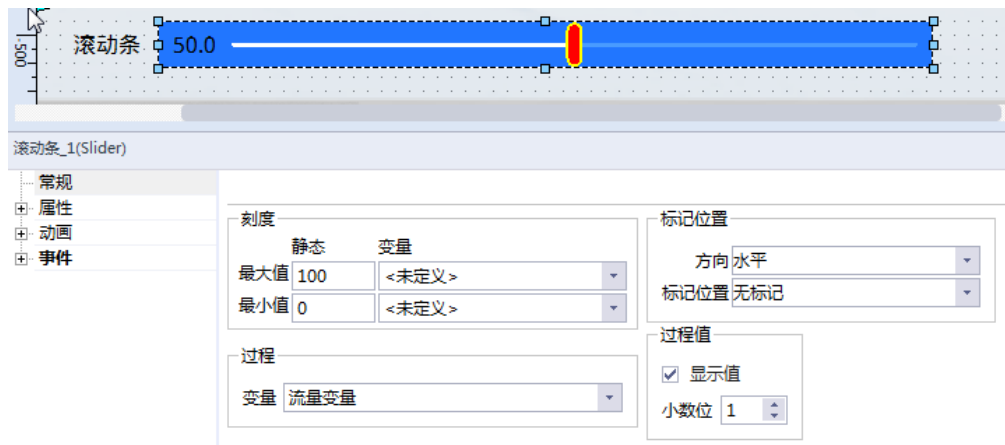 500
滚动条 50.0
滚动条_1(Slider)
常规
属性
动画
事件
刻度
静态 变量
最大值 100 <未定义>
最小值 0 <未定义>
过程
变量 流量变量
标记位置
方向 水平
标记位置 无标记
过程值
显示值
小数位 1